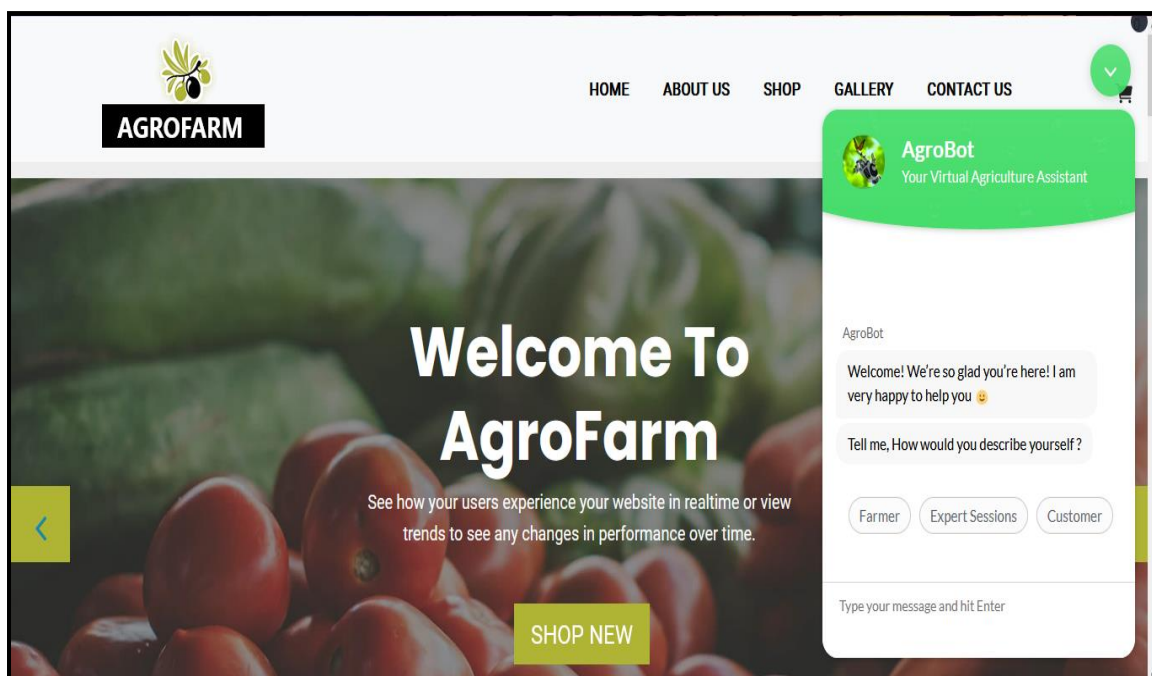 AGROFARM
HOME ABOUT US SHOP GALLERY CONTACT US
Welcome To
AgroFarm
See how your users experience your website in realtime or view
trends to see any changes in performance over time.
SHOP NEW
AgroBot
Your Virtual Agriculture Assistant
AgroBot
Welcome! We're so glad you're here! I am
very happy to help you 🙂
Tell me, How would you describe yourself ?
Farmer Expert Sessions Customer
Type your message and hit Enter